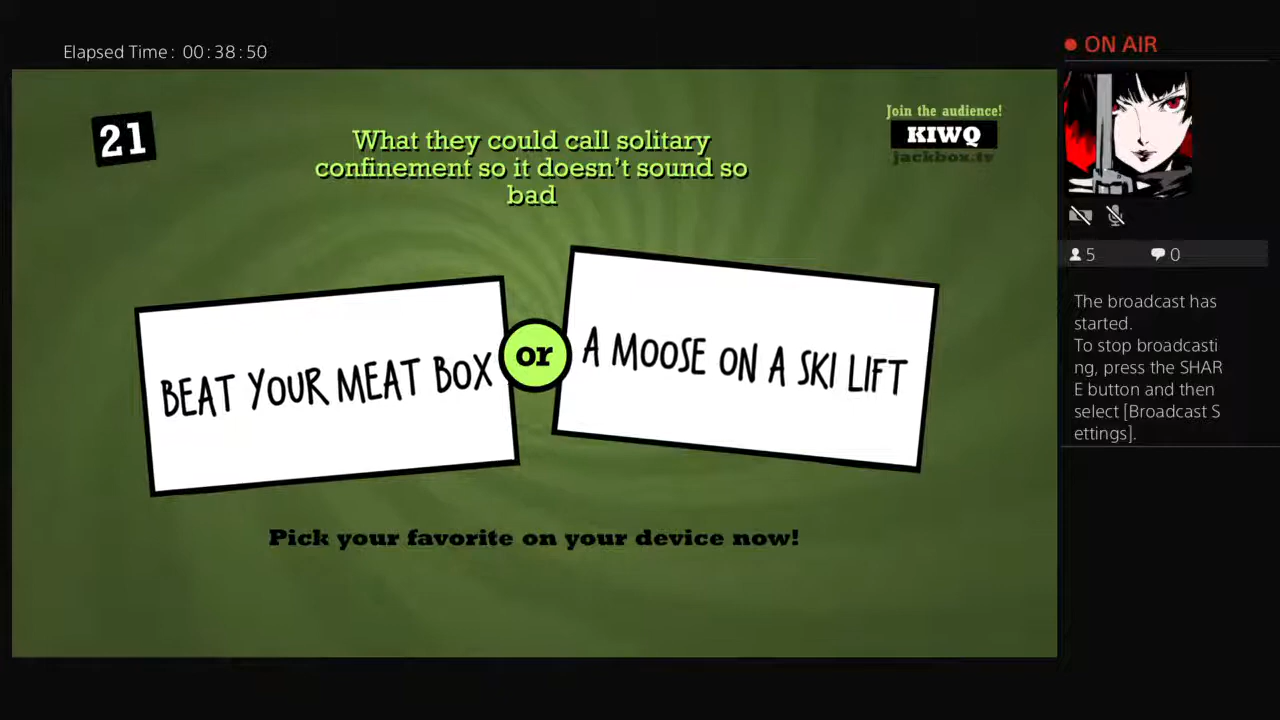 Elapsed Time: 00:38:50
ON AIR
21
What they could call solitary
confinement so it doesn't sound so
bad
Join the audience!
KIWQ
jackbox.tv
BEAT YOUR MEAT BOX
or
A MOOSE ON A SKI LIFT
Pick your favorite on your device now!
5
0
The broadcast has
started.
To stop broadcasti
ng, press the SHAR
E button and then
select [Broadcast S
ettings].